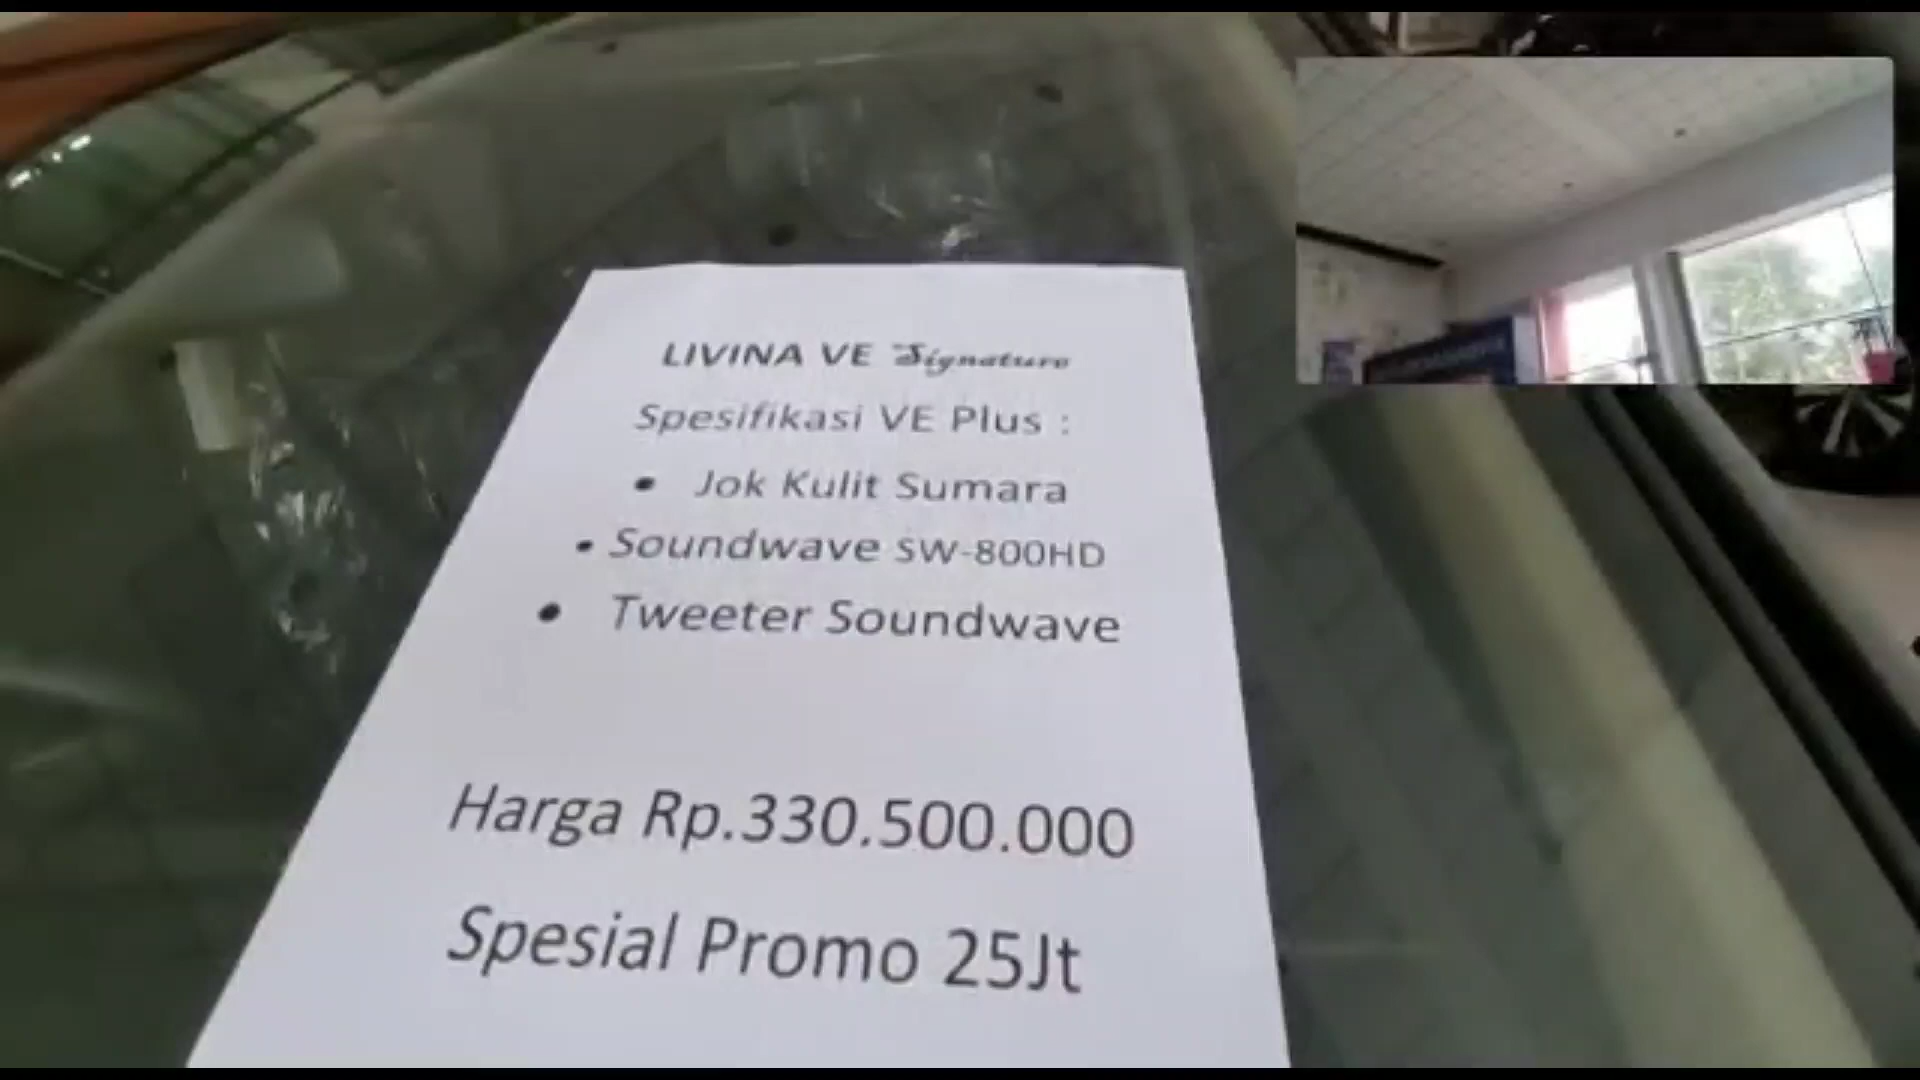 LIVINA VE Signature
Spesifikasi VE Plus :
• Jok Kulit Sumara
• Soundwave SW-800HD
• Tweeter Soundwave
Harga Rp.330.500.000
Spesial Promo 25Jt